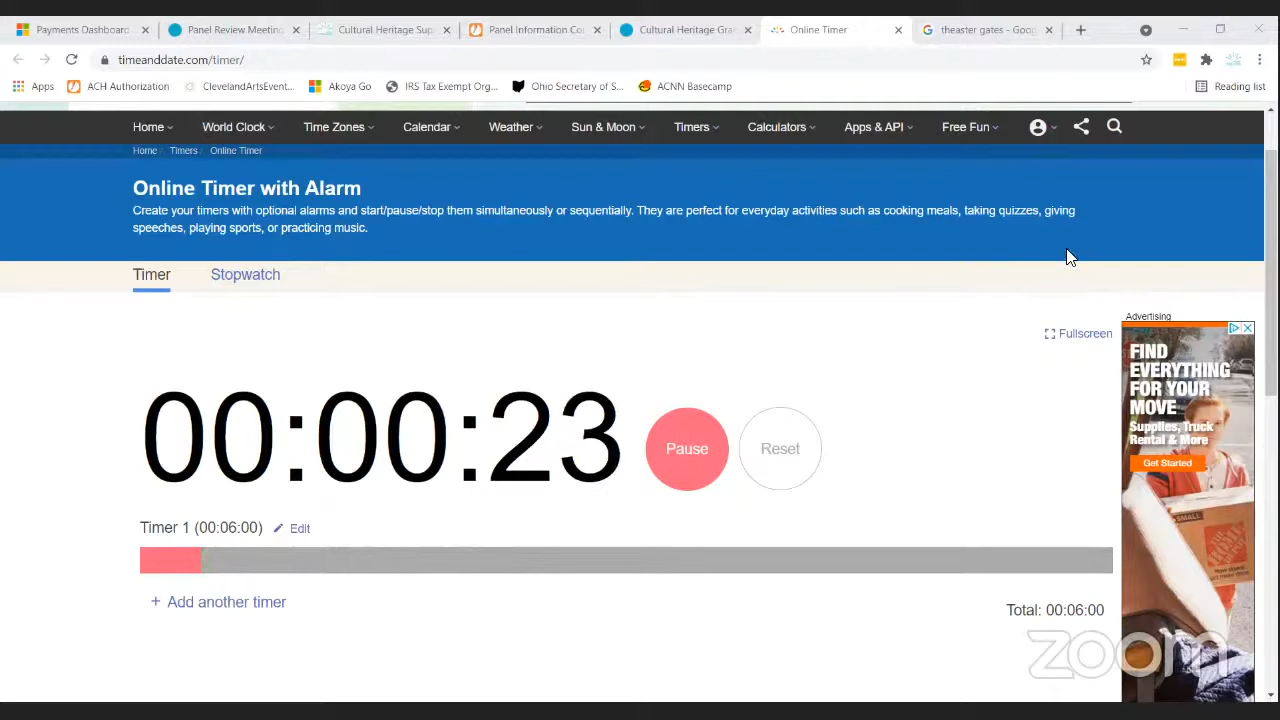 Payments Dashboard
Panel Review Meeting
Cultural Heritage Sup
Panel Information Co
Cultural Heritage Gra
Online Timer
theaster gates - Goog
timeanddate.com/timer/
Apps
ACH Authorization
ClevelandArtsEvent...
Akoya Go
IRS Tax Exempt Org...
Ohio Secretary of S...
ACNN Basecamp
Reading list
Home
World Clock
Time Zones
Calendar
Weather
Sun & Moon
Timers
Calculators
Apps & API
Free Fun
Home / Timers / Online Timer
Online Timer with Alarm
Create your timers with optional alarms and start/pause/stop them simultaneously or sequentially. They are perfect for everyday activities such as cooking meals, taking quizzes, giving
speeches, playing sports, or practicing music.
Timer
Stopwatch
Advertising
Fullscreen
00:00:23
Pause
Reset
Timer 1 (00:06:00)
Edit
+ Add another timer
Total: 00:06:00
FIND
EVERYTHING
FOR YOUR
MOVE
Supplies, Truck
Rental & More
Get Started
SMALL
zoom